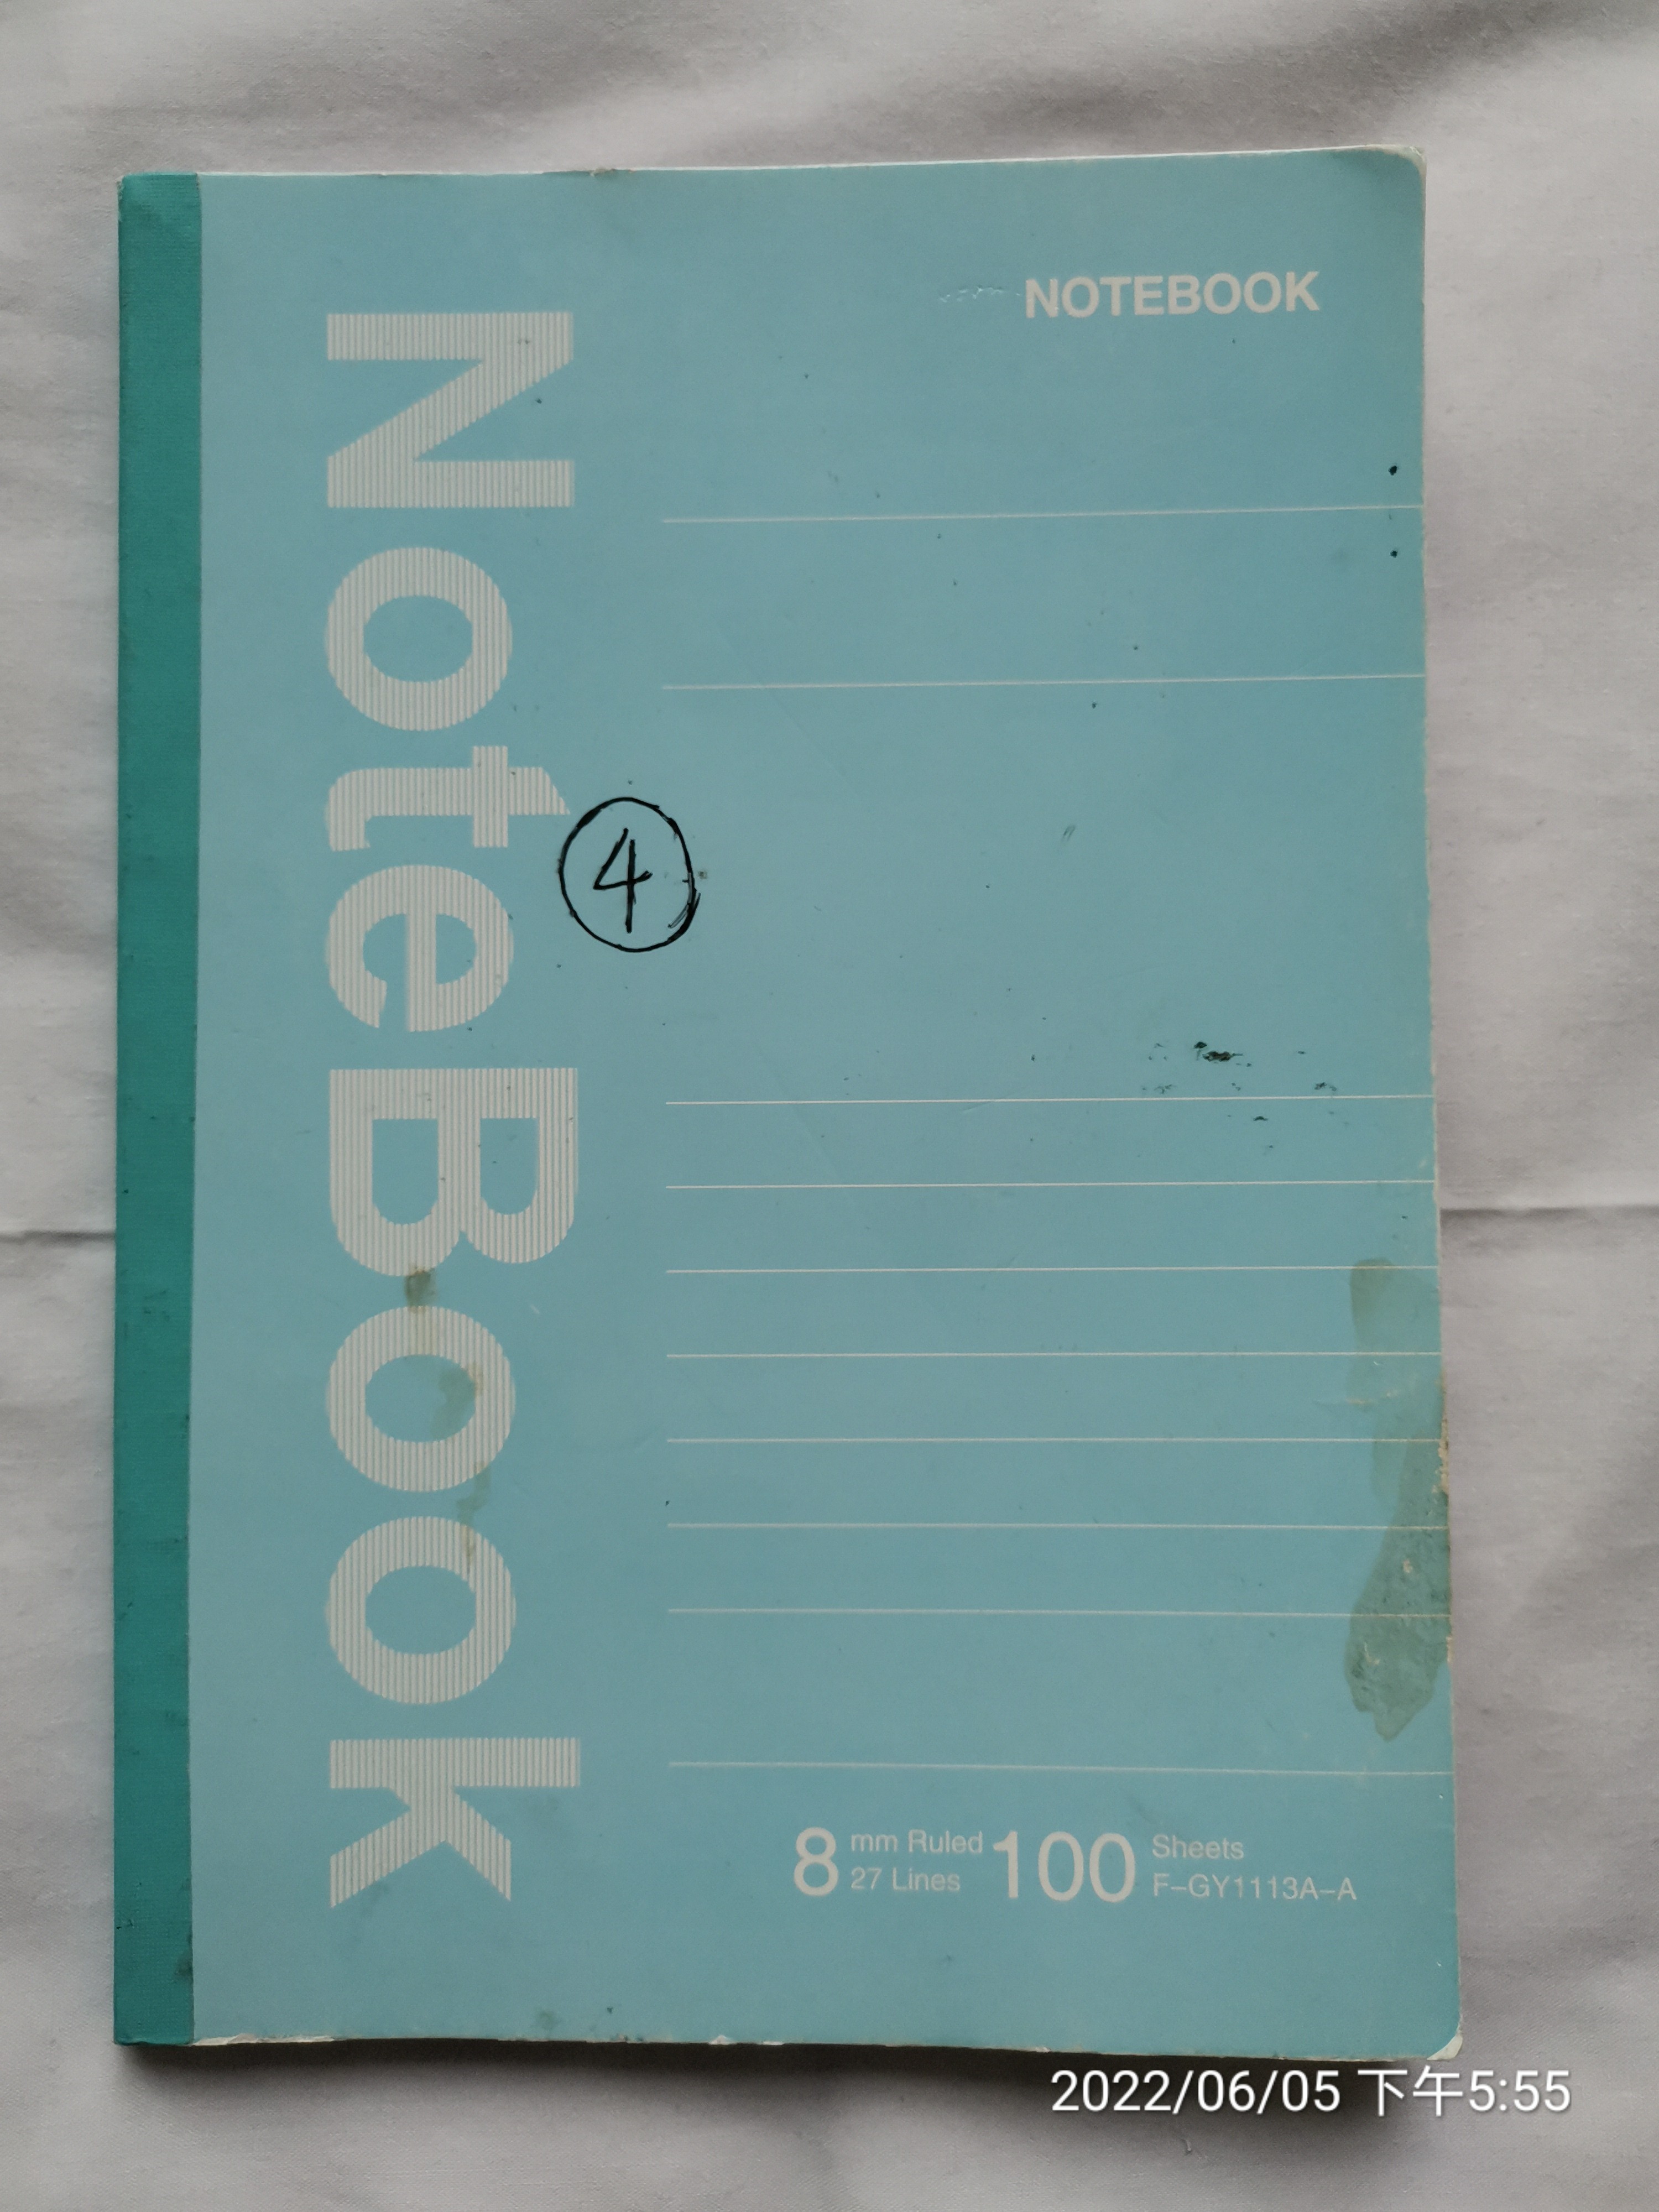 NOTEBOOK
NoteBook
④
8 mm Ruled 100 Sheets
27 Lines F-GY1113A-A
2022/06/05 下午5:55